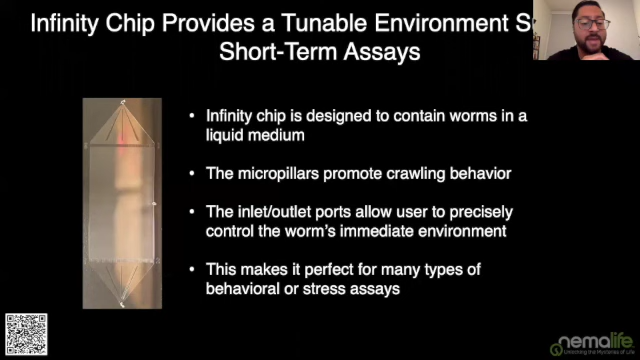 Infinity Chip Provides a Tunable Environment S
Short-Term Assays
• Infinity chip is designed to contain worms in a
liquid medium
• The micropillars promote crawling behavior
• The inlet/outlet ports allow user to precisely
control the worm's immediate environment
• This makes it perfect for many types of
behavioral or stress assays
nemalife
Unlocking the Mysteries of Life